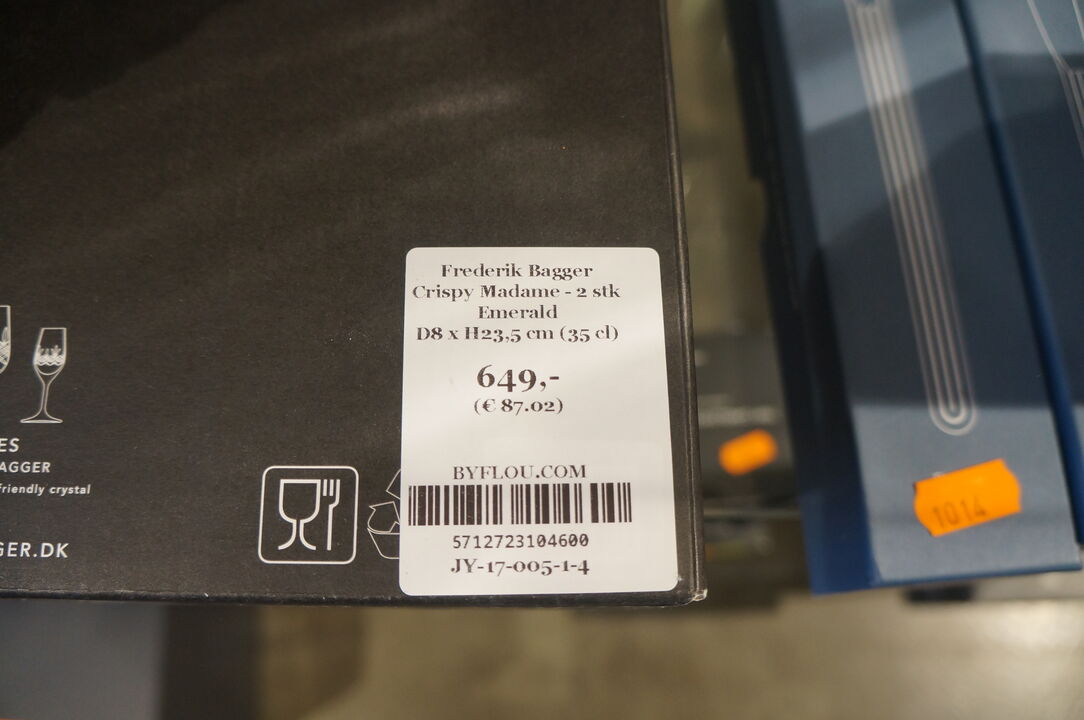 Frederik Bagger
Crispy Madame - 2 stk
Emerald
D8 x H23,5 cm (35 cl)
649,-
(€ 87.02)
BYFLOU.COM
5712723104600
JY-17-005-1-4
ES
AGGER
friendly crystal
GER.DK
1014